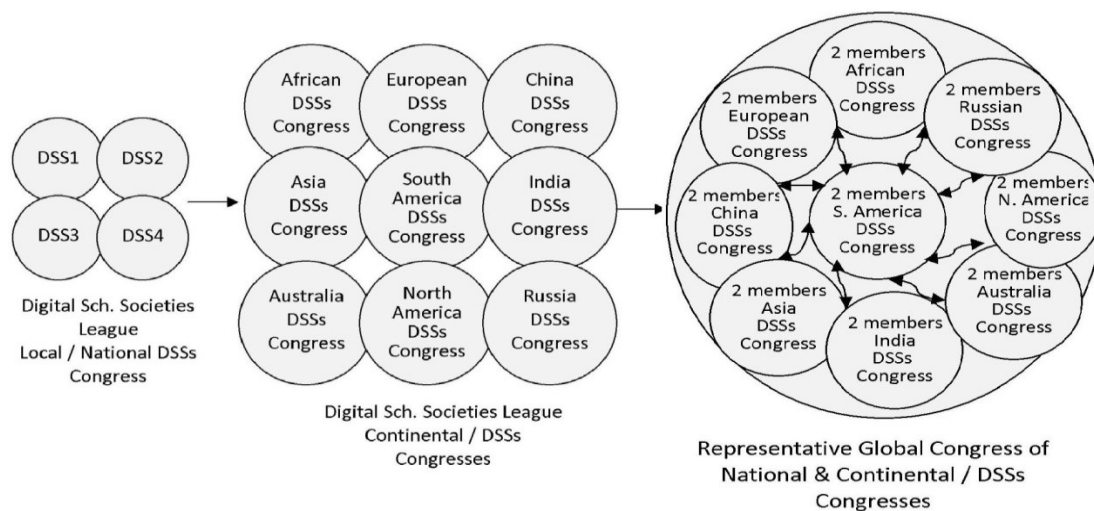 DSS1
DSS2
DSS3
DSS4
Digital Sch. Societies
League
Local / National DSSs
Congress
African
DSSs
Congress
European
DSSs
Congress
China
DSSs
Congress
Asia
DSSs
Congress
South
America
DSSs
Congress
India
DSSs
Congress
Australia
DSSs
Congress
North
America
DSSs
Congress
Russia
DSSs
Congress
Digital Sch. Societies League
Continental / DSSs
Congresses
2 members
African
DSSs
Congress
2 members
European
DSSs
Congress
2 members
Russian
DSSs
Congress
2 members
China
DSSs
Congress
2 members
S. America
DSSs
Congress
2 members
N. America
DSSs
Congress
2 members
Asia
DSSs
Congress
2 members
India
DSSs
Congress
2 members
Australia
DSSs
Congress
Representative Global Congress of
National & Continental / DSSs
Congresses